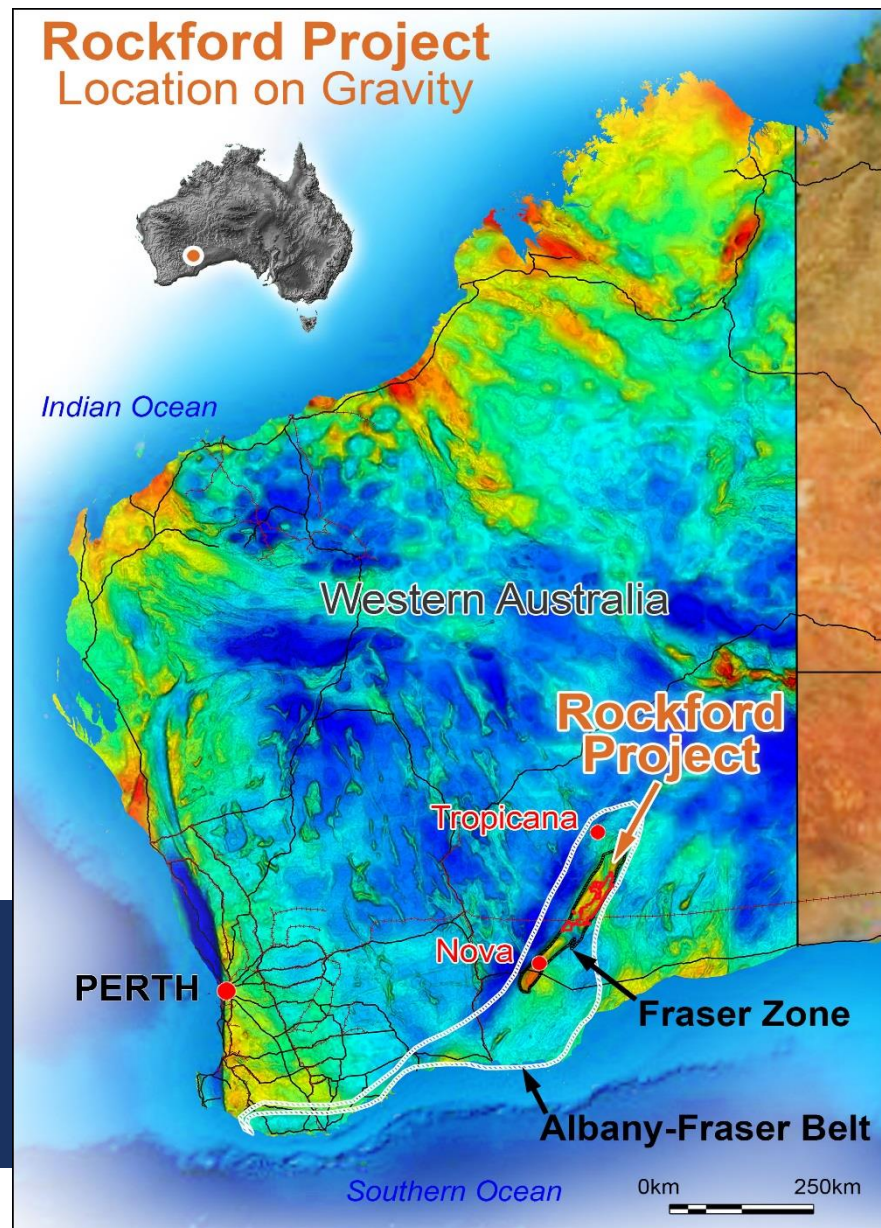 Rockford Project
Location on Gravity
Indian Ocean
Western Australia
Rockford
Project
Tropicana
Nova
PERTH
Fraser Zone
Albany-Fraser Belt
Southern Ocean
0km 250km